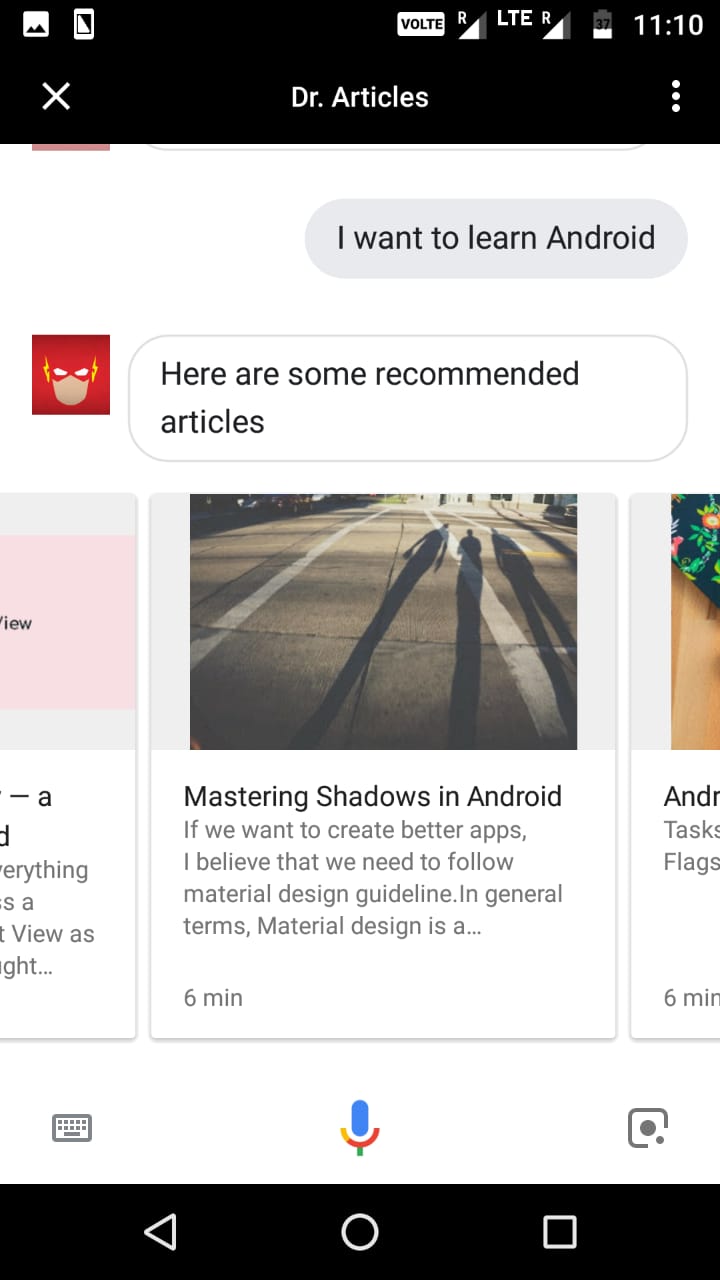 VOLTE R LTE R 37 11:10
Dr. Articles
I want to learn Android
Here are some recommended
articles
View
– a
d
verything
ss a
t View as
ght...
Mastering Shadows in Android
If we want to create better apps,
I believe that we need to follow
material design guideline.In general
terms, Material design is a...
6 min
Andr
Tasks
Flags
6 min